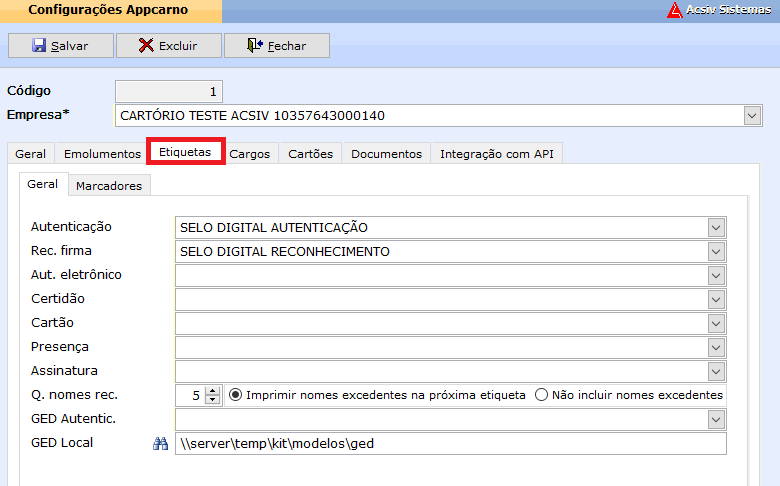 Configurações Appcarno
Acsiv Sistemas
Salvar Excluir Fechar
Código 1
Empresa* CARTÓRIO TESTE ACSIV 10357643000140
Geral Emolumentos Etiquetas Cargos Cartões Documentos Integração com API
Geral Marcadores
Autenticação SELO DIGITAL AUTENTICAÇÃO
Rec. firma SELO DIGITAL RECONHECIMENTO
Aut. eletrônico
Certidão
Cartão
Presença
Assinatura
Q. nomes rec. 5 Imprimir nomes excedentes na próxima etiqueta Não incluir nomes excedentes
GED Autentic.
GED Local \\server\temp\kit\modelos\ged